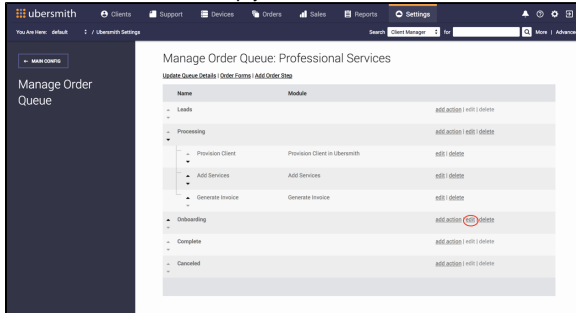 ubersmith Clients Support Devices Orders Sales Reports Settings
You Are Here: default / Ubersmith Settings Search Client Manager for More | Advance
← MAIN CONFIG
Manage Order
Queue
Manage Order Queue: Professional Services
Update Queue Details | Order Forms | Add Order Step
Name Module
Leads add action | edit | delete
Processing add action | edit | delete
Provision Client Provision Client in Ubersmith edit | delete
Add Services Add Services edit | delete
Generate Invoice Generate Invoice edit | delete
Onboarding add action | edit | delete
Complete add action | edit | delete
Canceled add action | edit | delete